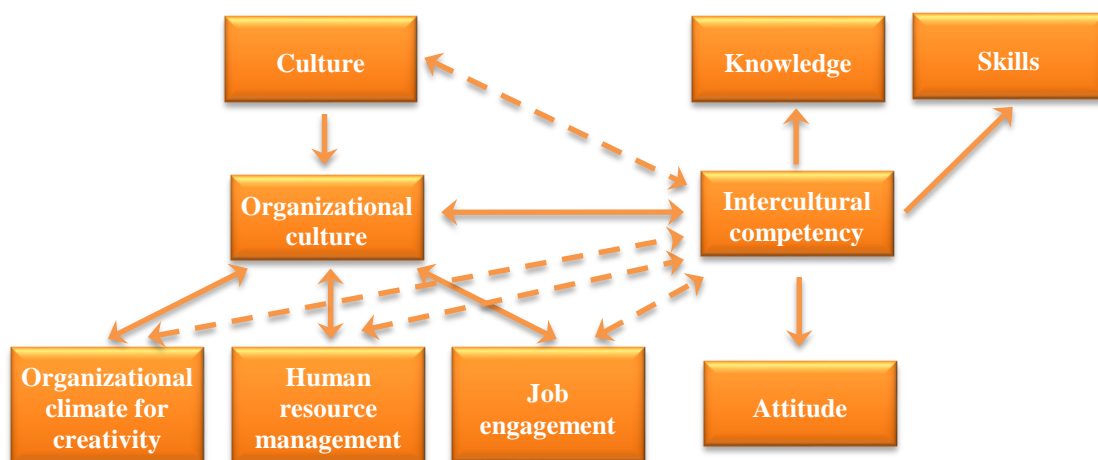 Culture
Knowledge
Skills
Organizational
culture
Intercultural
competency
Organizational
climate for
creativity
Human
resource
management
Job
engagement
Attitude